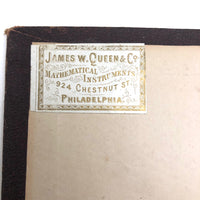 JAMES W. QUEEN & Co
MATHEMATICAL INSTRUMENTS
924 CHESTNUT ST.
PHILADELPHIA.